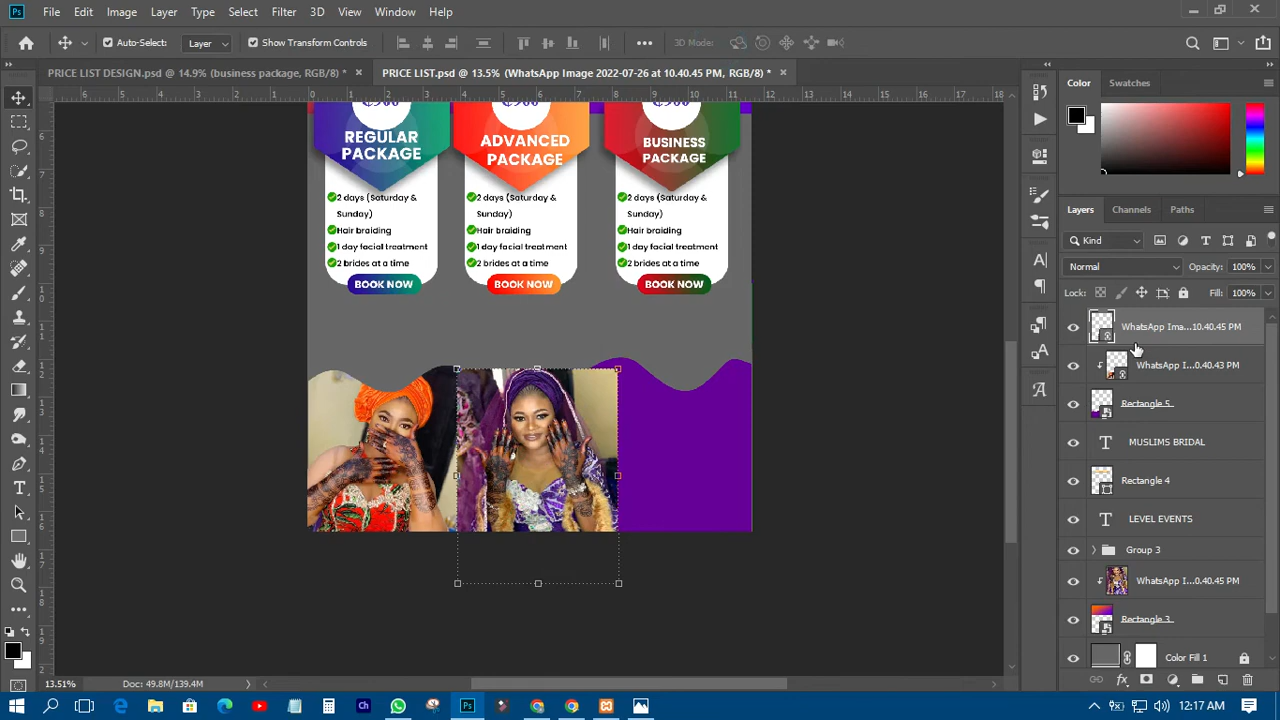 Ps File Edit Image Layer Type Select Filter 3D View Window Help
Auto-Select: Layer Show Transform Controls 3D Mode:
PRICE LIST DESIGN.psd @ 14.9% (business package, RGB/8) * × PRICE LIST.psd @ 13.5% (WhatsApp Image 2022-07-26 at 10.40.45 PM, RGB/8) * ×
REGULAR
PACKAGE
2 days (Saturday &
Sunday)
Hair braiding
1 day facial treatment
2 brides at a time
BOOK NOW
ADVANCED
PACKAGE
2 days (Saturday &
Sunday)
Hair braiding
1 day facial treatment
2 brides at a time
BOOK NOW
BUSINESS
PACKAGE
2 days (Saturday &
Sunday)
Hair braiding
1 day facial treatment
2 brides at a time
BOOK NOW
Color Swatches
Layers Channels Paths
Kind
Normal Opacity: 100%
Lock: Fill: 100%
WhatsApp Ima...10.40.45 PM
WhatsApp I...0.40.43 PM
Rectangle 5
MUSLIMS BRIDAL
Rectangle 4
LEVEL EVENTS
Group 3
WhatsApp I...0.40.45 PM
Rectangle 3
Color Fill 1
13.51% Doc: 49.8M/139.4M
12:17 AM